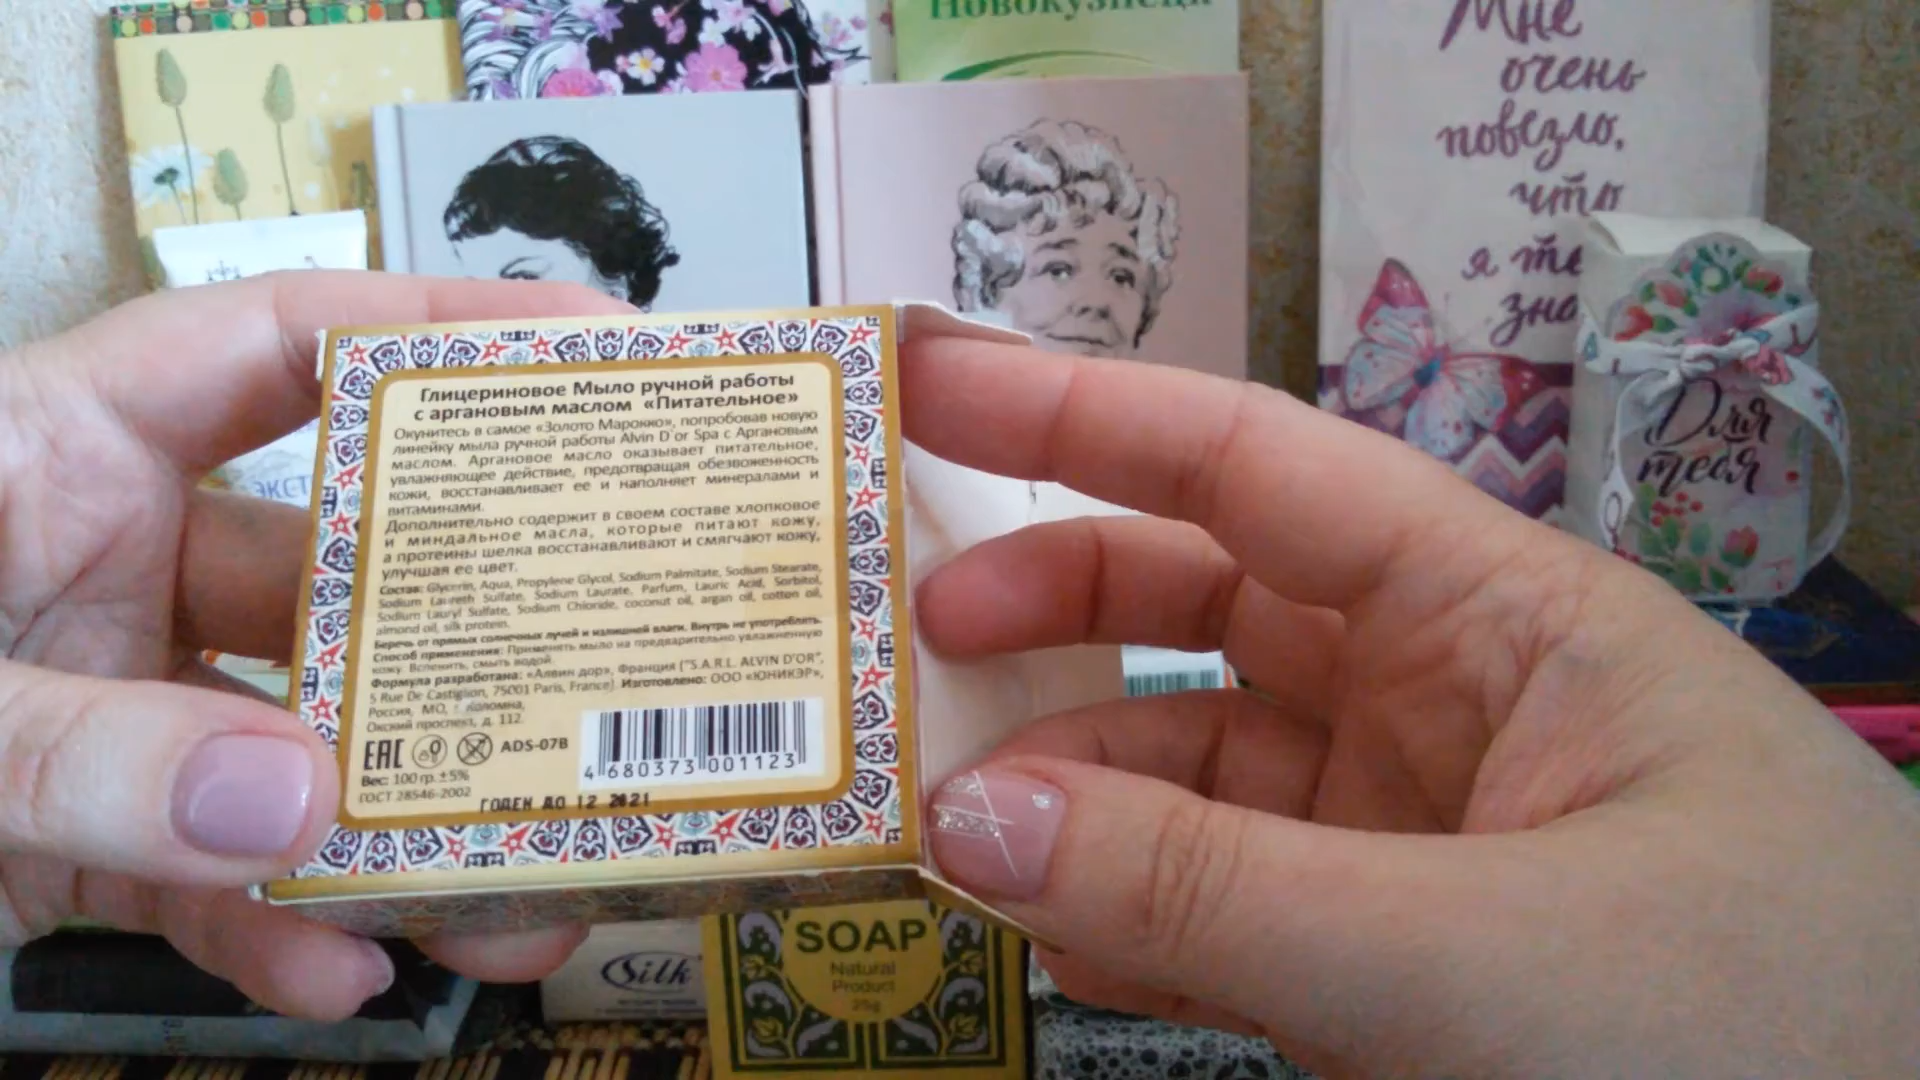 Новокузнецк
Мне
очень
повезло,
что
я те
зна
Для
тебя
ЭКСТ
Глицериновое Мыло ручной работы
с аргановым маслом «Питательное»
Окунитесь в самое «Золото Марокко», попробовав новую
линейку мыла ручной работы Alvin D`or Spa с Аргановым
маслом. Аргановое масло оказывает питательное,
увлажняющее действие, предотвращая обезвоженность
кожи, восстанавливает ее и наполняет минералами и
витаминами.
Дополнительно содержит в своем составе хлопковое
и миндальное масла, которые питают кожу,
а протеины шелка восстанавливают и смягчают кожу,
улучшая ее цвет.
Состав: Glycerin, Aqua, Propylene Glycol, Sodium Palmitate, Sodium Stearate,
Sodium Laureth Sulfate, Sodium Laurate, Parfum, Lauric Acid, Sorbitol,
Sodium Lauryl Sulfate, Sodium Chloride, coconut oil, argan oil, cotton oil,
almond oil, silk protein.
Беречь от прямых солнечных лучей и излишней влаги. Внутрь не употреблять.
Способ применения: Применять мыло на предварительно увлажненную
кожу. Вспенить, смыть водой.
Формула разработана: «Алвин дор», Франция ("S.A.R.L. ALVIN D'OR",
5 Rue De Castiglion, 75001 Paris, France). Изготовлено: ООО «ЮНИКЭР»,
Россия, МО, г. Коломна,
Окский проспект, д. 112
EAC
ADS-07B
Вес: 100 гр. ±5%
ГОСТ 28546-2002
4 680373 001123
ГОДЕН ДО 12 2021
Silk
SOAP
Natural
Product
25g